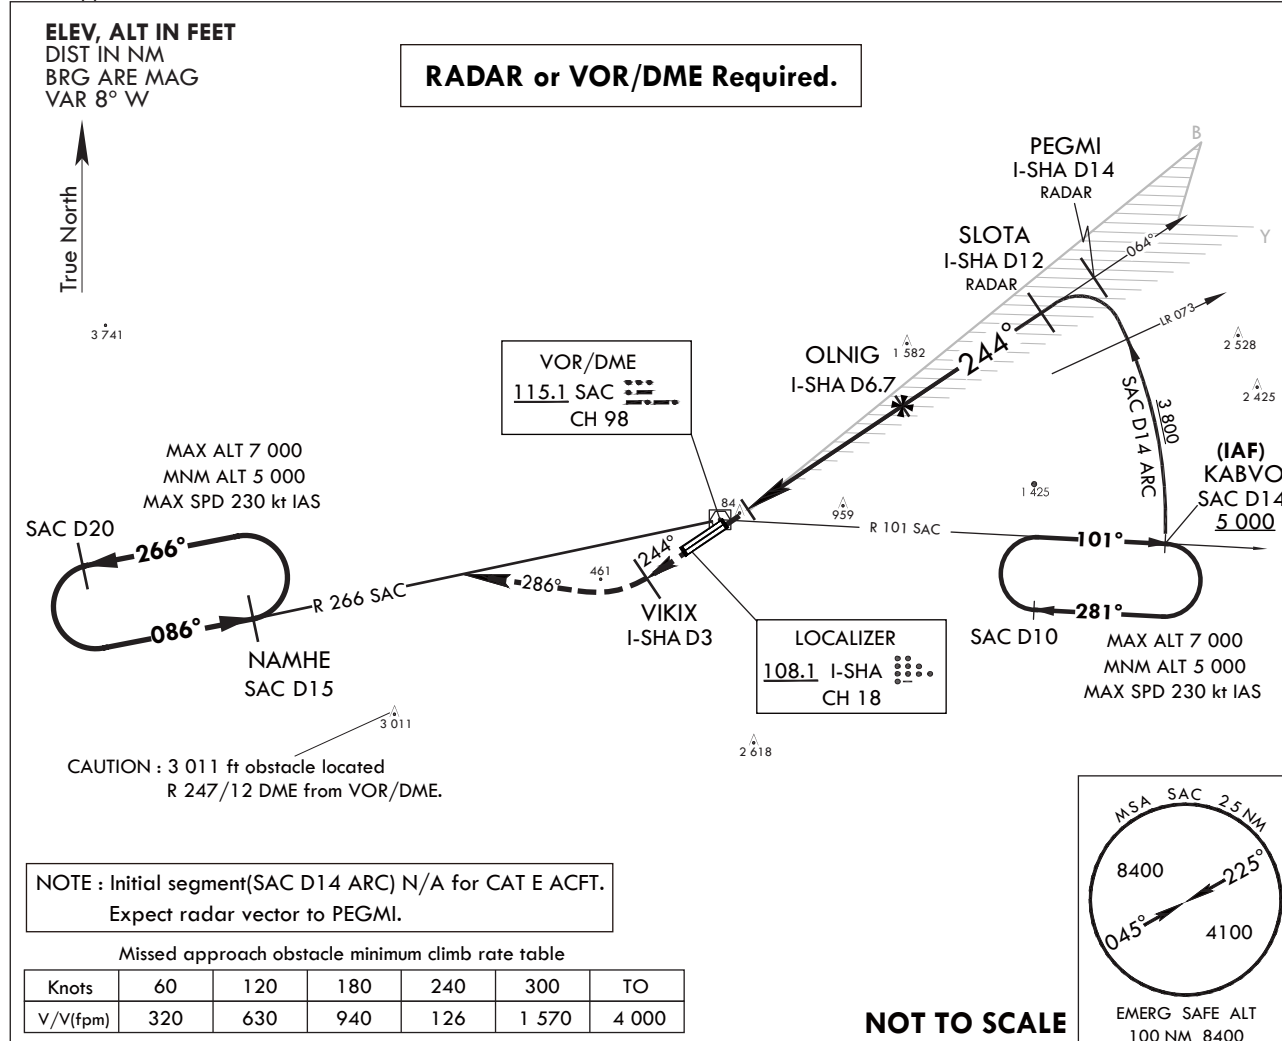 ELEV, ALT IN FEET
DIST IN NM
BRG ARE MAG
VAR 8° W
True North
RADAR or VOR/DME Required.
B
Y
PEGMI
I-SHA D14
RADAR
064°
SLOTA
I-SHA D12
RADAR
LR 073
244°
3 741
1 582
2 528
2 425
OLNIG
I-SHA D6.7
VOR/DME
115.1 SAC
CH 98
SAC D14 ARC
3 800
(IAF)
KABVO
SAC D14
5 000
MAX ALT 7 000
MNM ALT 5 000
MAX SPD 230 kt IAS
SAC D20
266°
086°
R 266 SAC
NAMHE
SAC D15
84
959
1 425
R 101 SAC
101°
281°
SAC D10
MAX ALT 7 000
MNM ALT 5 000
MAX SPD 230 kt IAS
244°
286°
461
VIKIX
I-SHA D3
LOCALIZER
108.1 I-SHA
CH 18
3 011
2 618
CAUTION : 3 011 ft obstacle located
R 247/12 DME from VOR/DME.
MSA SAC 25 NM
8400
225°
045°
4100
EMERG SAFE ALT
100 NM 8400
NOTE : Initial segment(SAC D14 ARC) N/A for CAT E ACFT.
Expect radar vector to PEGMI.
Missed approach obstacle minimum climb rate table
Knots 60 120 180 240 300 TO
V/V(fpm) 320 630 940 126 1 570 4 000
NOT TO SCALE